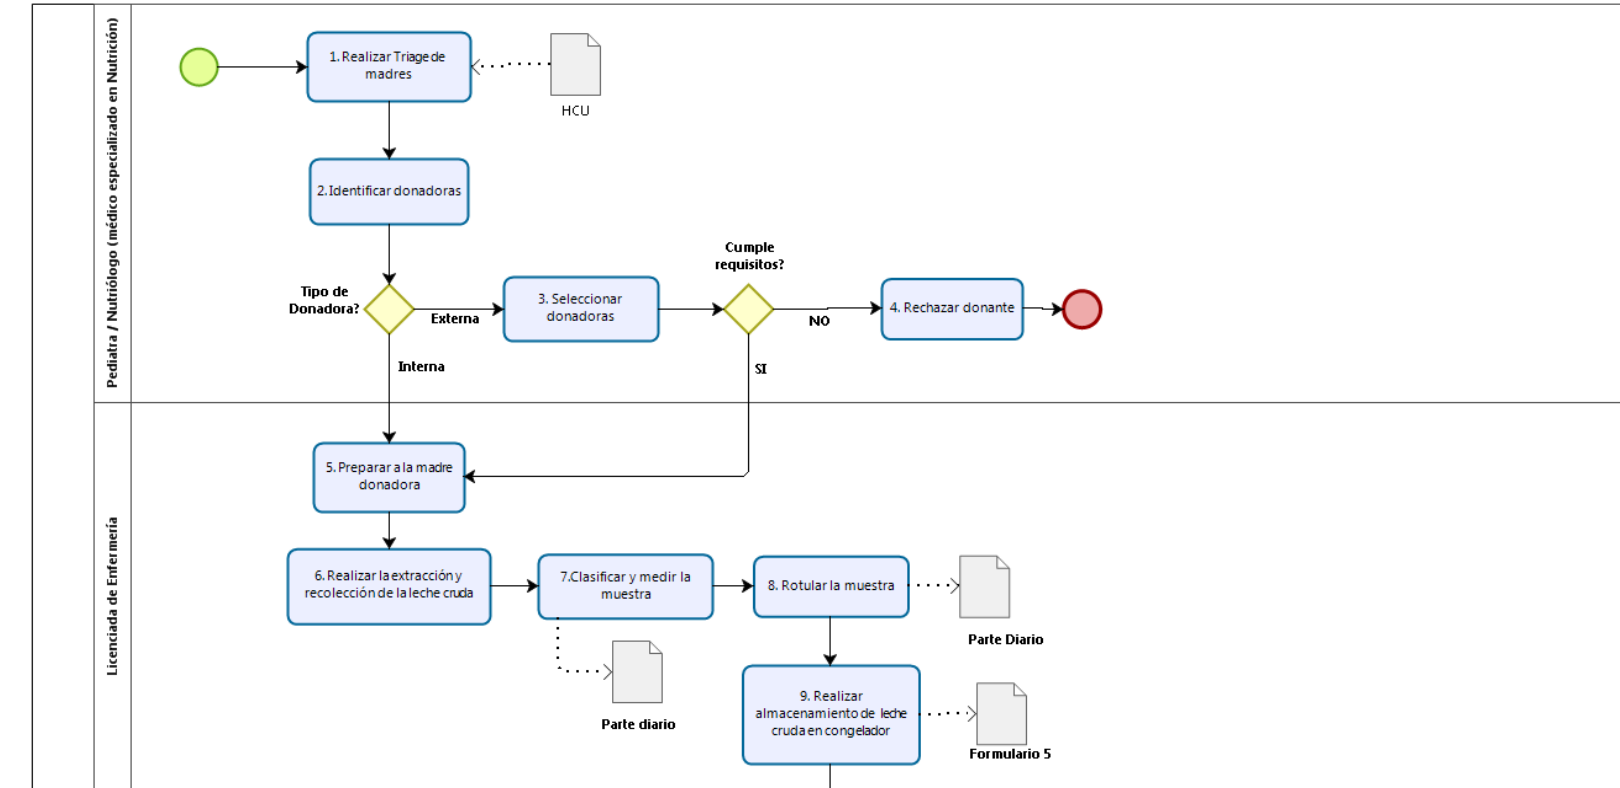 Pediatra / Nutriólogo (médico especializado en Nutrición)
1. Realizar Triage de
madres
HCU
2. Identificar donadoras
Tipo de
Donadora?
Externa
Interna
3. Seleccionar
donadoras
Cumple
requisitos?
NO
SI
4. Rechazar donante
Licenciada de Enfermería
5. Preparar a la madre
donadora
6. Realizar la extracción y
recolección de la leche cruda
7.Clasificar y medir la
muestra
Parte diario
8. Rotular la muestra
Parte Diario
9. Realizar
almacenamiento de leche
cruda en congelador
Formulario 5